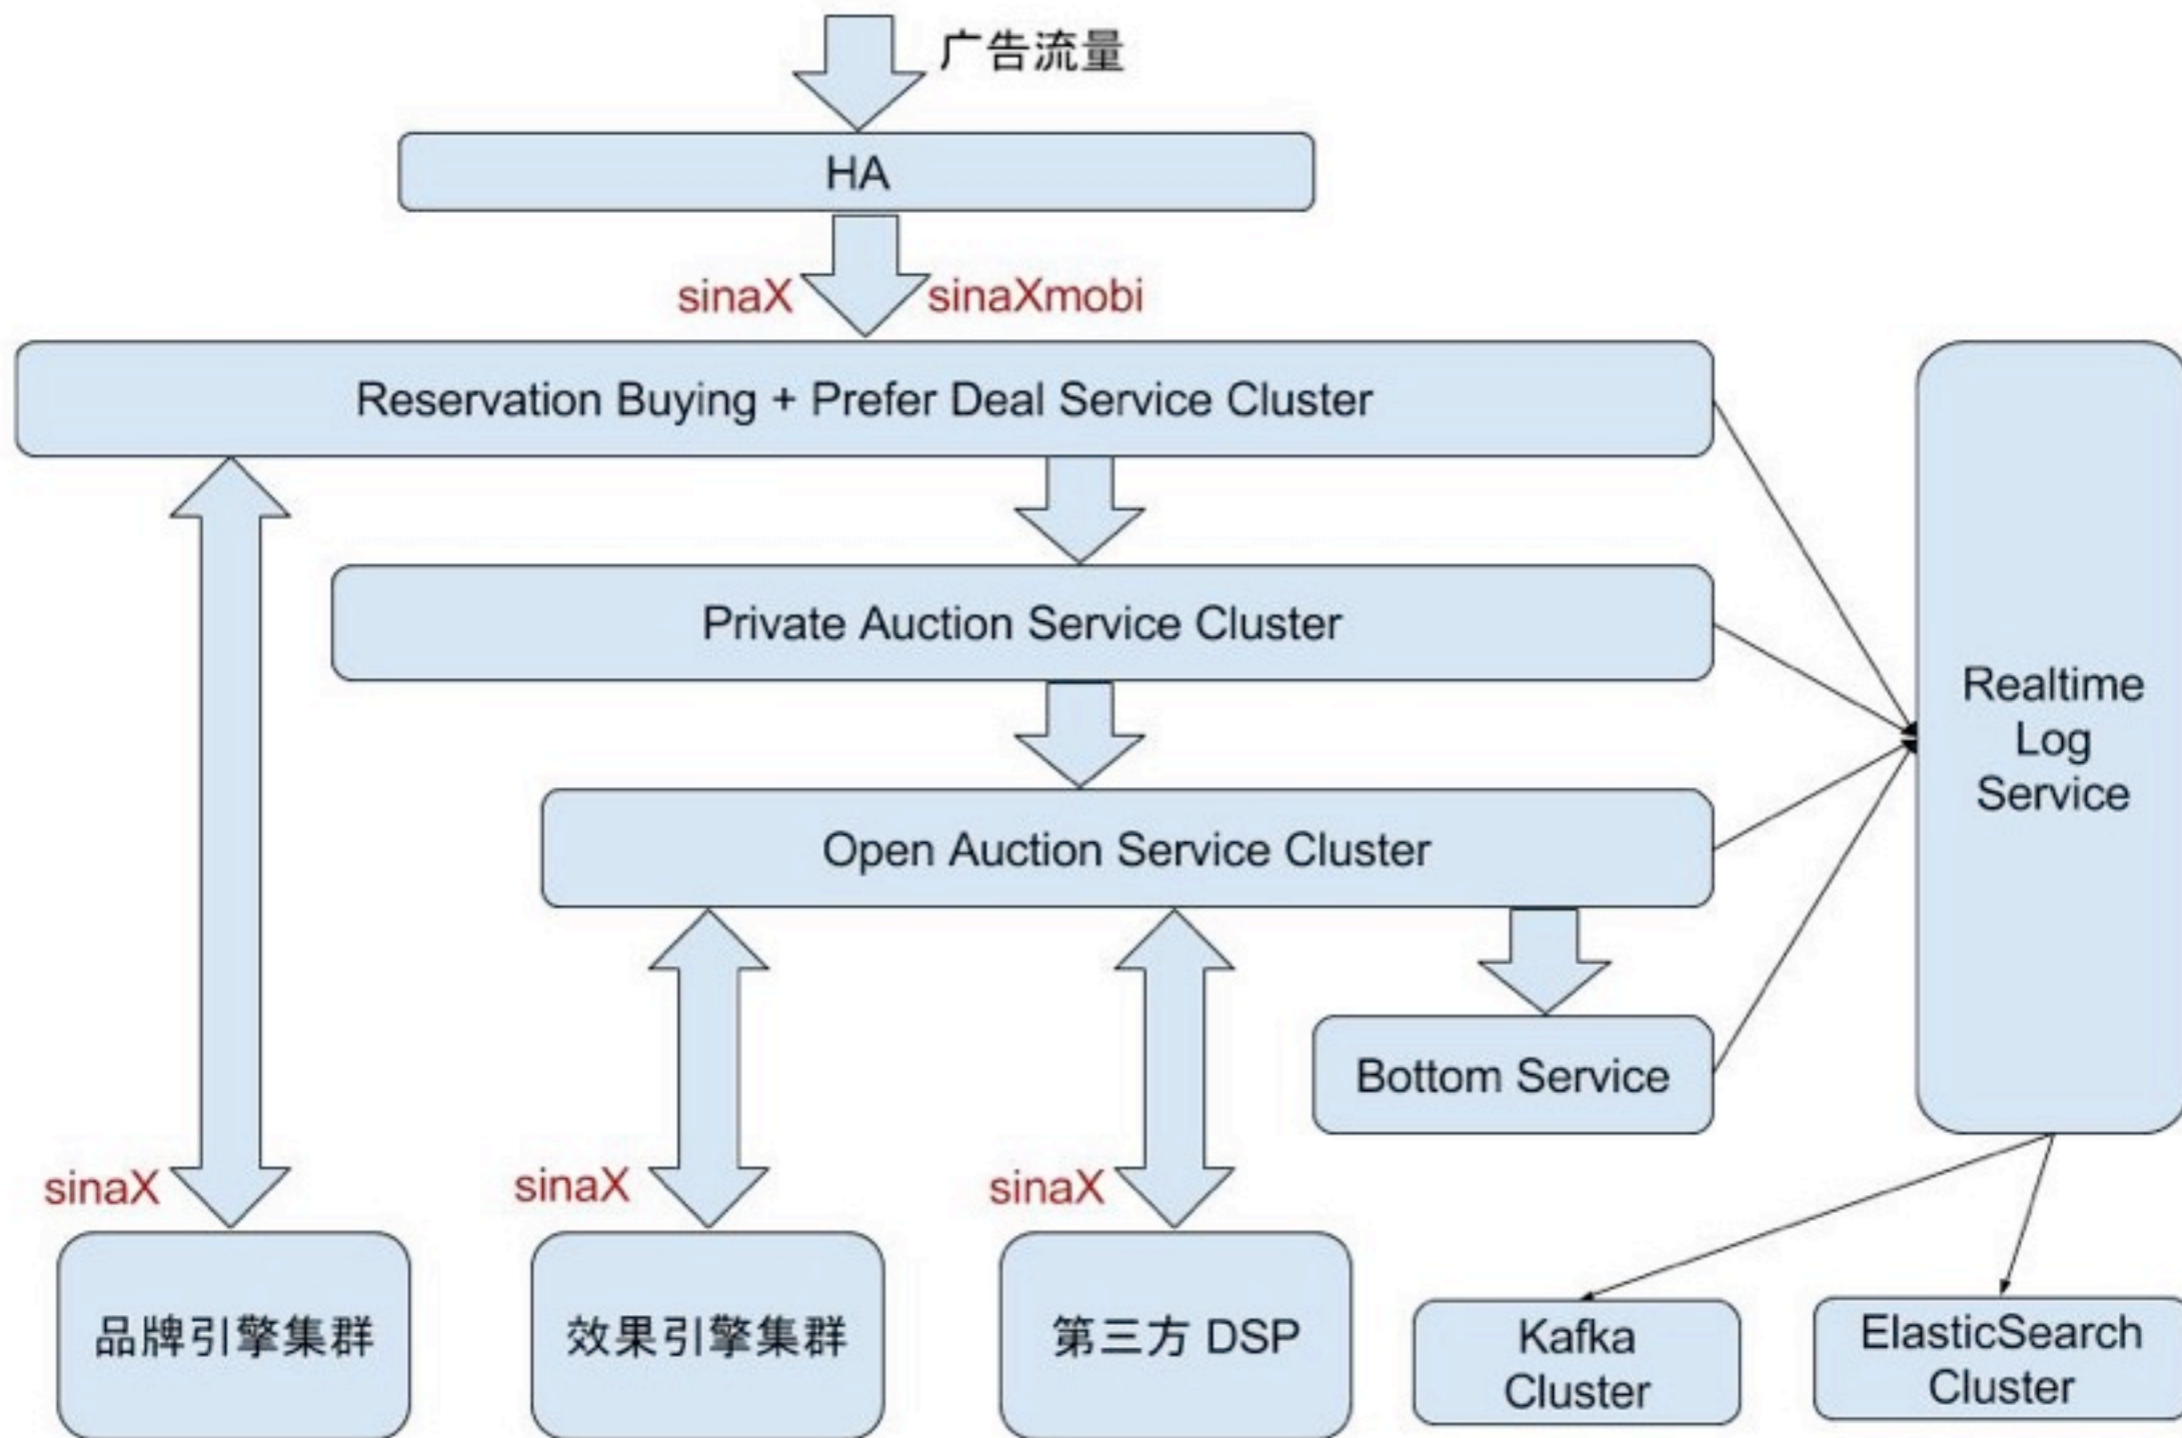 广告流量
HA
sinaX
sinaXmobi
Reservation Buying + Prefer Deal Service Cluster
Private Auction Service Cluster
Open Auction Service Cluster
Realtime
Log
Service
Bottom Service
sinaX
sinaX
sinaX
品牌引擎集群
效果引擎集群
第三方 DSP
Kafka
Cluster
ElasticSearch
Cluster